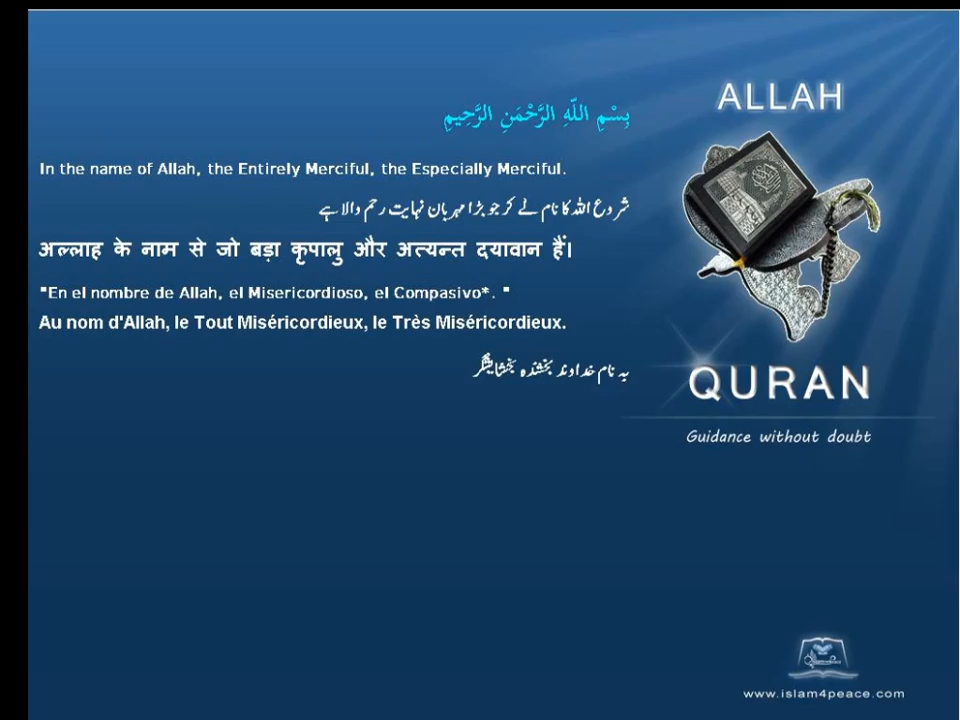 بِسْمِ اللَّهِ الرَّحْمَنِ الرَّحِيمِ
In the name of Allah, the Entirely Merciful, the Especially Merciful.
شروع الله کا نام لے کر جو بڑا مہربان نہایت رحم والا ہے
अल्लाह के नाम से जो बड़ा कृपालु और अत्यन्त दयावान हैं।
"En el nombre de Allah, el Misericordioso, el Compasivo*. "
Au nom d'Allah, le Tout Miséricordieux, le Très Miséricordieux.
به نام خداوند بخشنده بخشایشگر
ALLAH
QURAN
Guidance without doubt
www.islam4peace.com